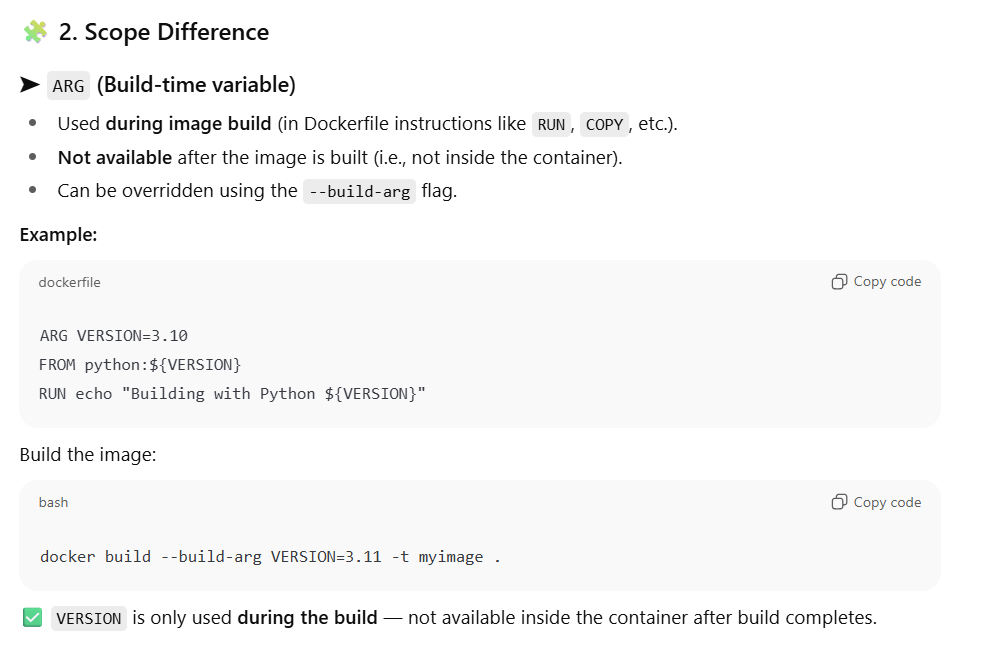 🧩 2. Scope Difference
➤ ARG (Build-time variable)
• Used during image build (in Dockerfile instructions like RUN, COPY, etc.).
• Not available after the image is built (i.e., not inside the container).
• Can be overridden using the --build-arg flag.
Example:
dockerfile Copy code
ARG VERSION=3.10
FROM python:${VERSION}
RUN echo "Building with Python ${VERSION}"
Build the image:
bash Copy code
docker build --build-arg VERSION=3.11 -t myimage .
✅ VERSION is only used during the build — not available inside the container after build completes.